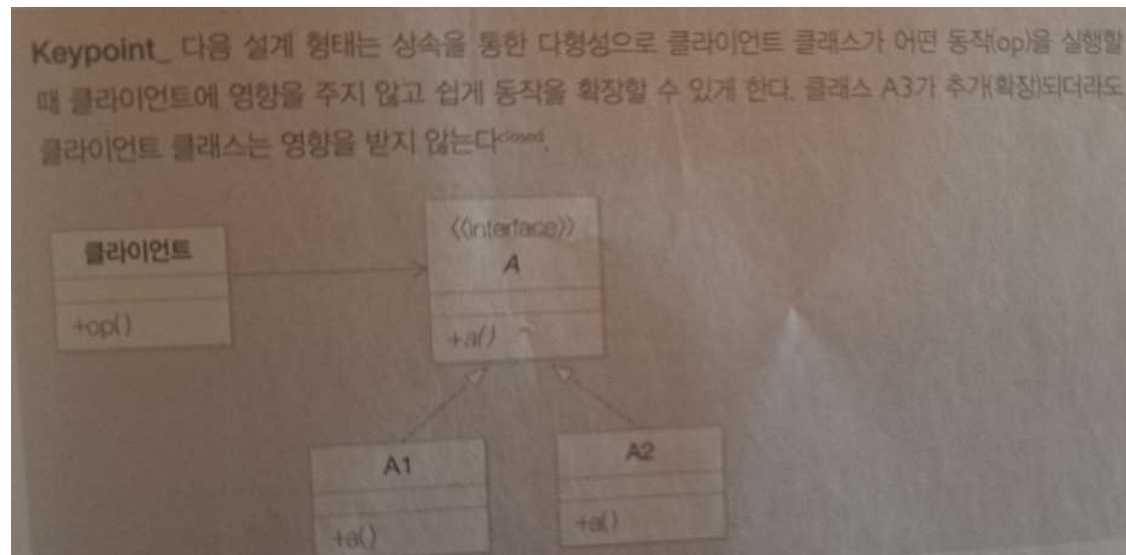 Keypoint_ 다음 설계 형태는 상속을 통한 다형성으로 클라이언트 클래스가 어떤 동작(op)을 실행할
때 클라이언트에 영향을 주지 않고 쉽게 동작을 확장할 수 있게 한다. 클래스 A3가 추가(확장)되더라도
클라이언트 클래스는 영향을 받지 않는다closed.
클라이언트
+op()
<<interface>>
A
+a()
A1
+a()
A2
+a()